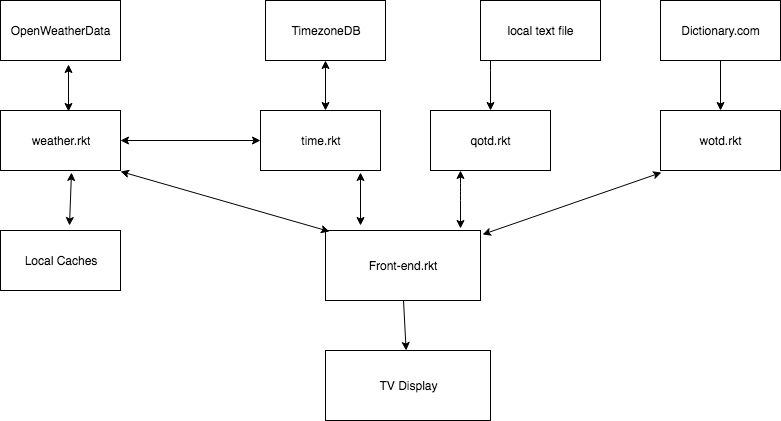 OpenWeatherData
TimezoneDB
local text file
Dictionary.com
weather.rkt
time.rkt
qotd.rkt
wotd.rkt
Local Caches
Front-end.rkt
TV Display